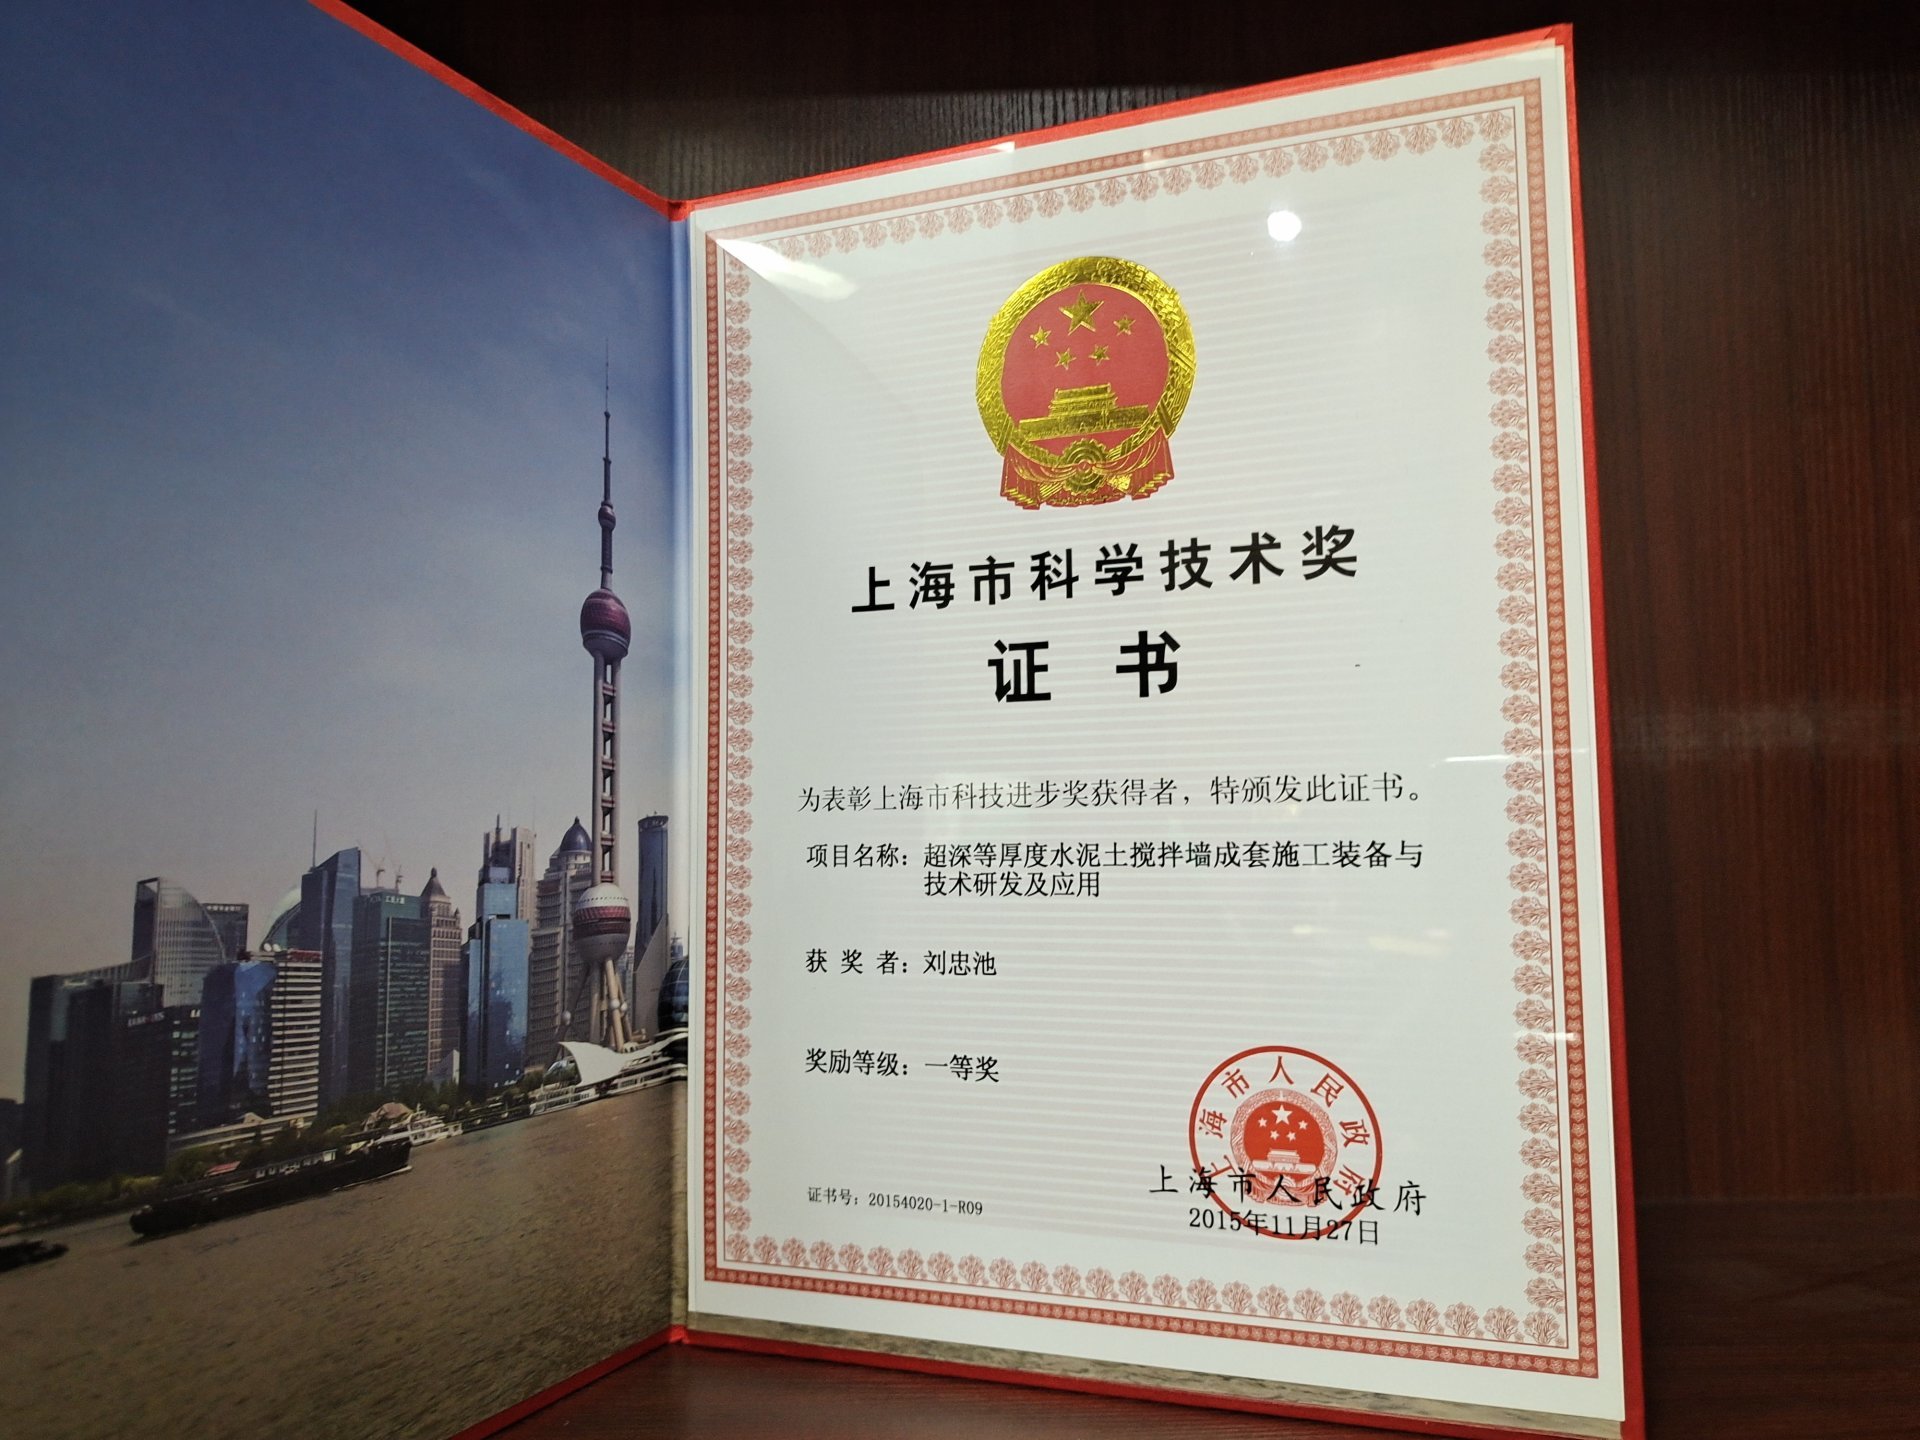 上海市科学技术奖
证 书
为表彰上海市科技进步奖获得者，特颁发此证书。
项目名称：超深等厚度水泥土搅拌墙成套施工装备与
技术研发及应用
获 奖 者：刘忠池
奖励等级：一等奖
上海市人民政府
证书号：20154020-1-R09
上海市人民政府
2015年11月27日